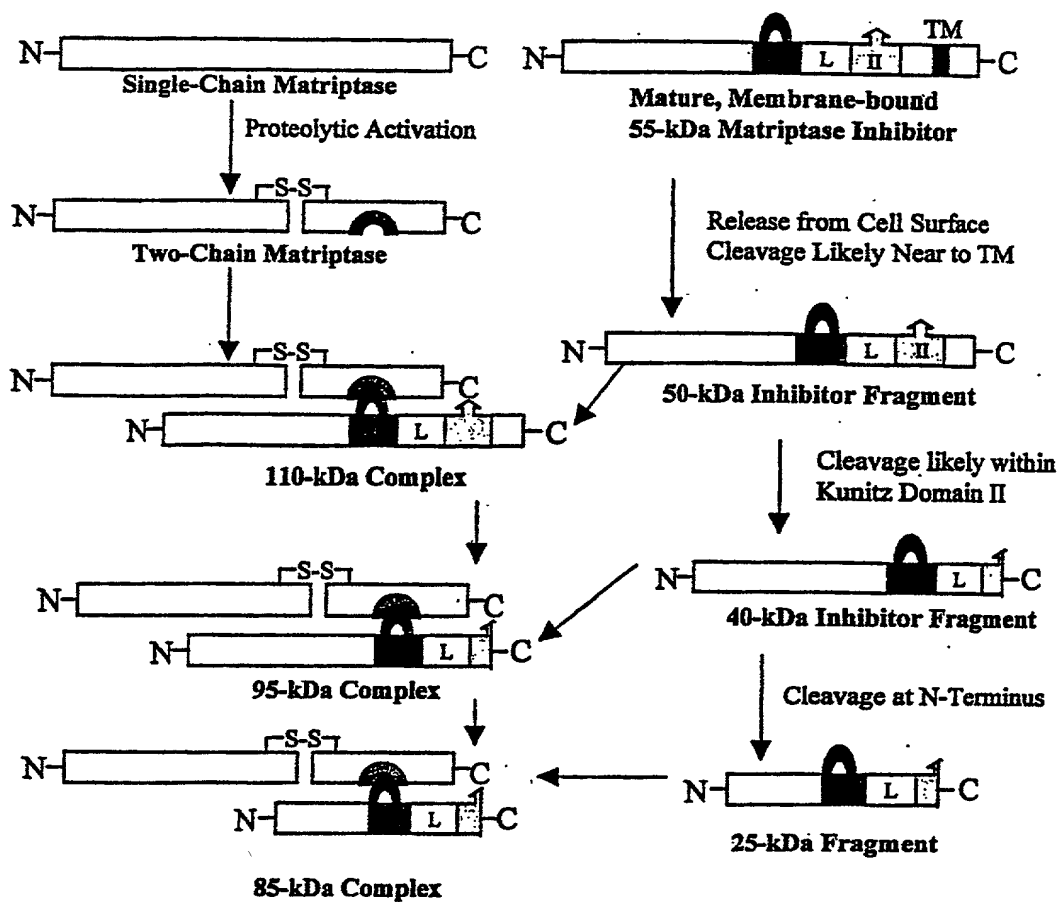 N C
Single-Chain Matriptase
Proteolytic Activation
N S-S C
Two-Chain Matriptase
TM
N L II C
Mature, Membrane-bound
55-kDa Matriptase Inhibitor
Release from Cell Surface
Cleavage Likely Near to TM
N L II C
50-kDa Inhibitor Fragment
S-S
N C
N L C
110-kDa Complex
Cleavage likely within
Kunitz Domain II
N L C
40-kDa Inhibitor Fragment
S-S
N C
N L C
95-kDa Complex
Cleavage at N-Terminus
N L C
25-kDa Fragment
S-S
N C
N L C
85-kDa Complex